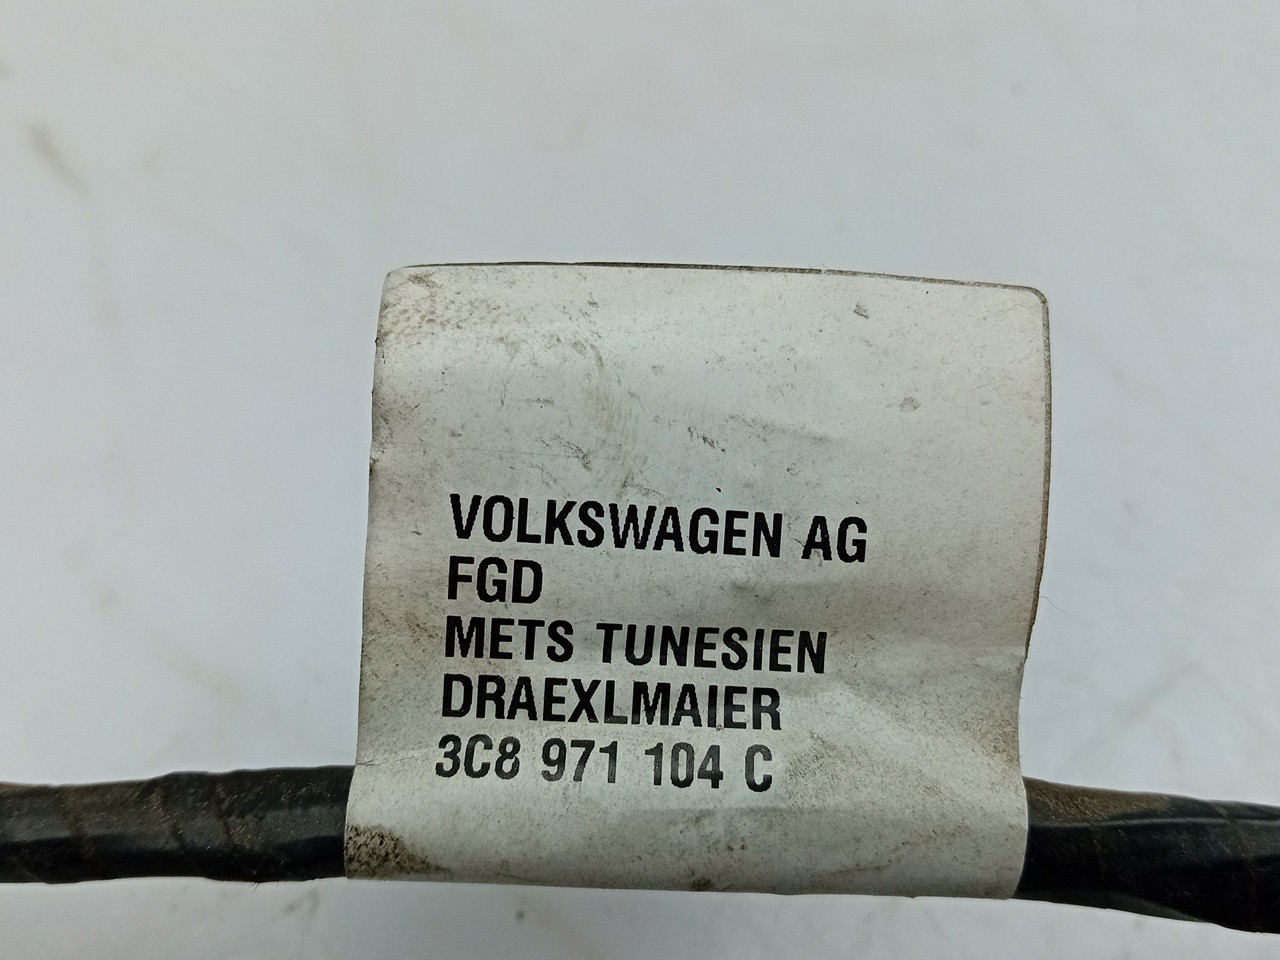 VOLKSWAGEN AG
FGD
METS TUNESIEN
DRAEXLMAIER
3C8 971 104 C